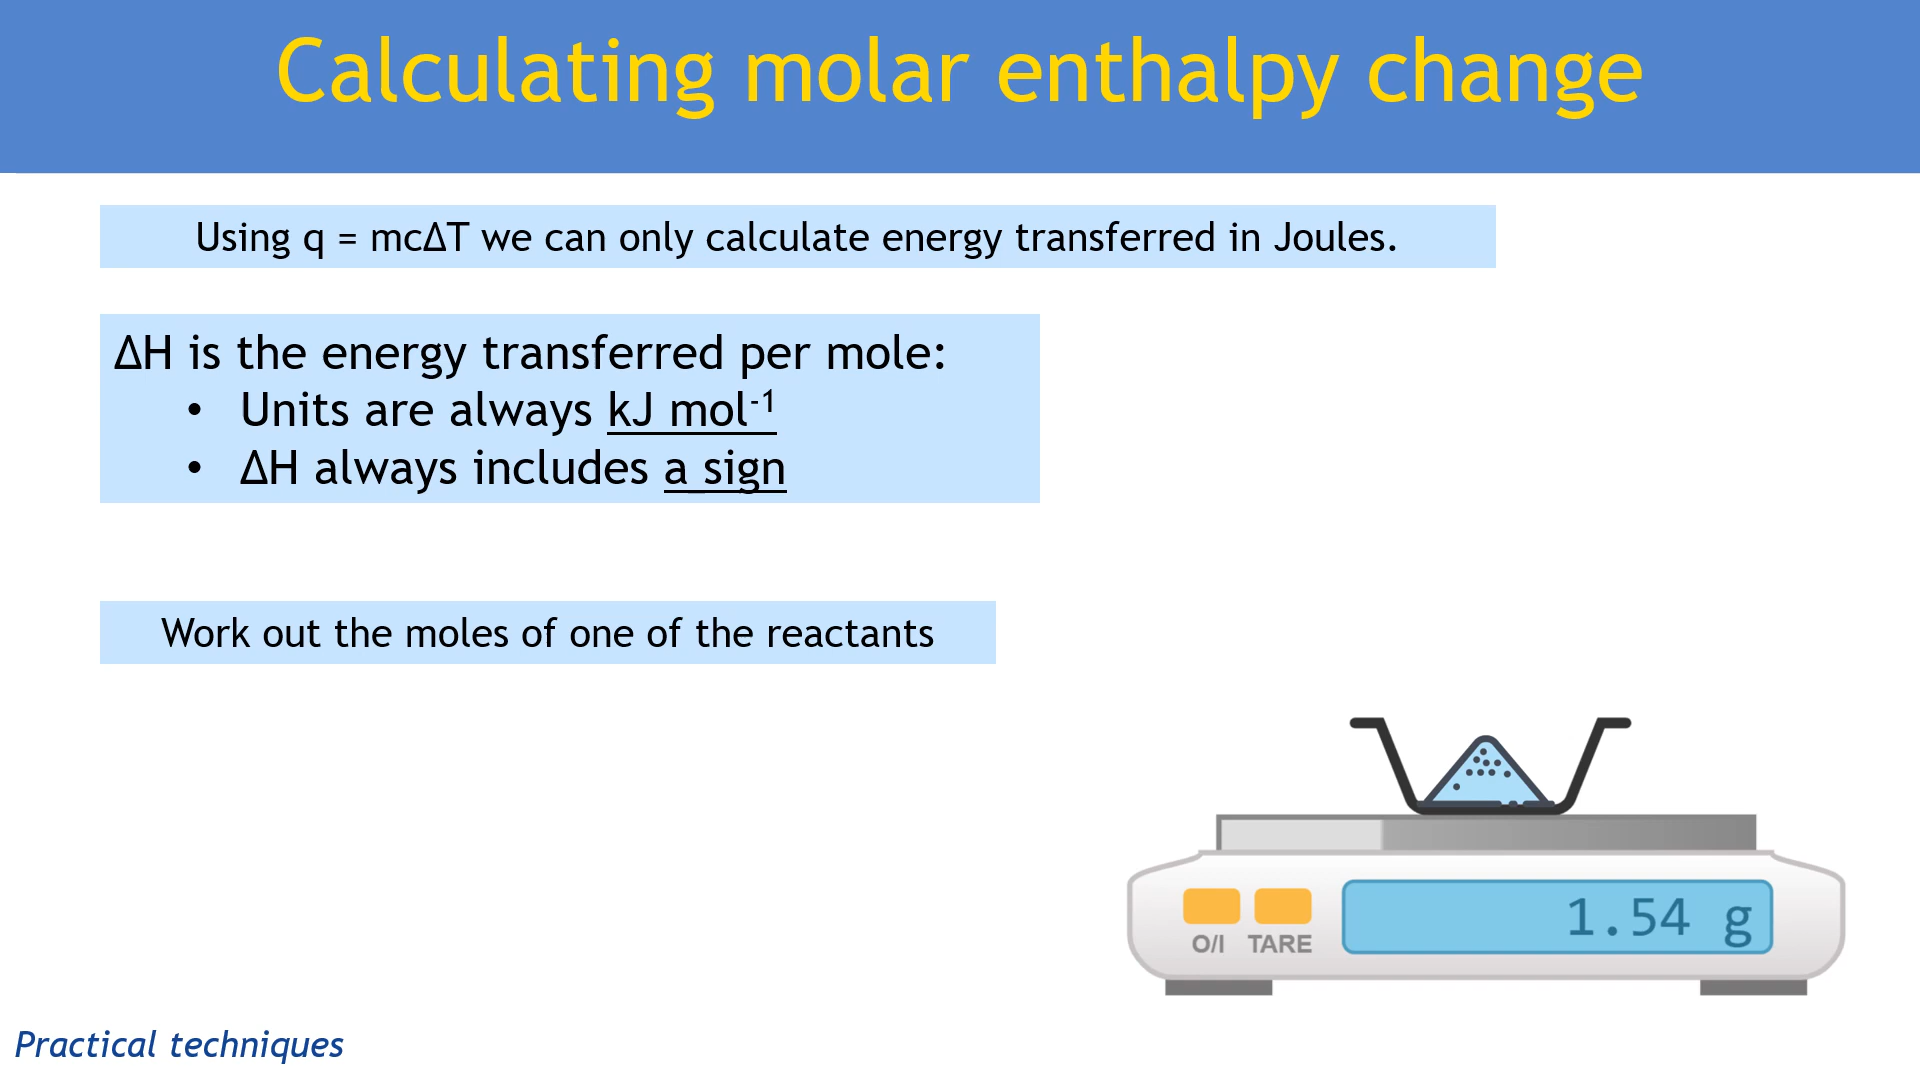 Calculating molar enthalpy change
Using q = mcΔT we can only calculate energy transferred in Joules.
ΔH is the energy transferred per mole:
• Units are always kJ mol⁻¹
• ΔH always includes a sign
Work out the moles of one of the reactants
1.54 g
O/I TARE
Practical techniques